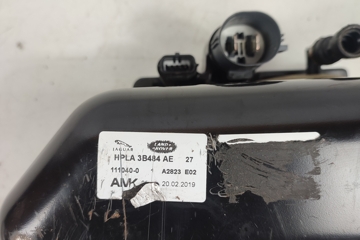 JAGUAR LAND ROVER
HPLA 3B484 AE 27
111040-0 A2823 E02
AMK 20.02.2019